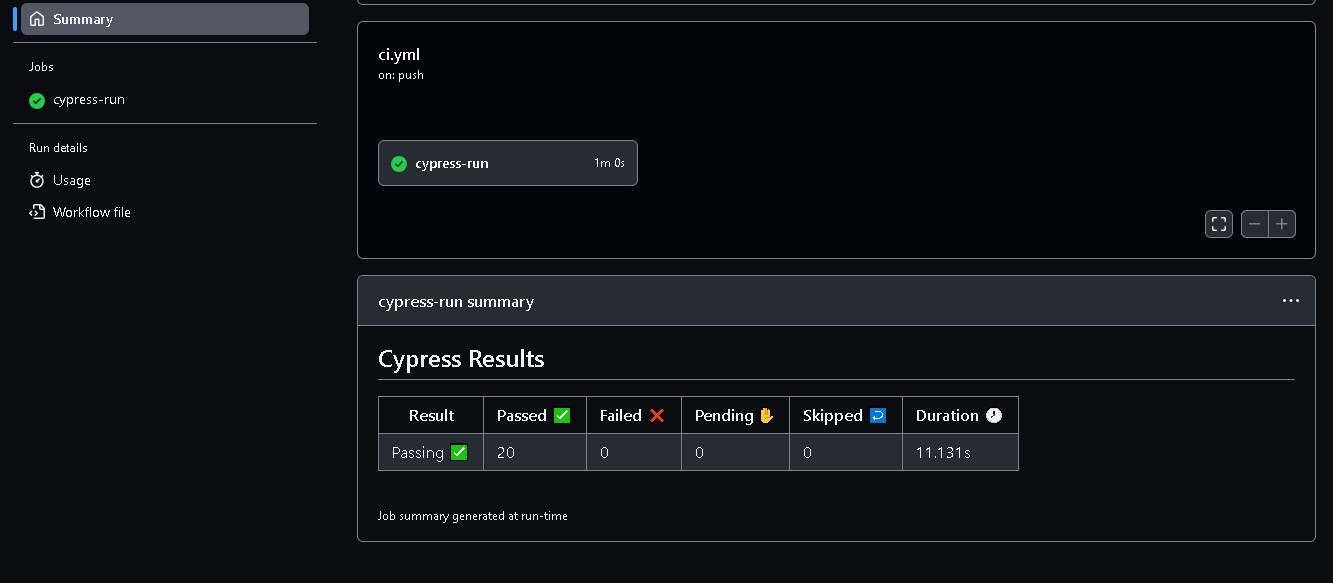 Summary
Jobs
cypress-run
Run details
Usage
Workflow file
ci.yml
on: push
cypress-run 1m 0s
cypress-run summary
Cypress Results
Result Passed ✅ Failed ❌ Pending ✋ Skipped ↩️ Duration 🕗
Passing ✅ 20 0 0 0 11.131s
Job summary generated at run-time